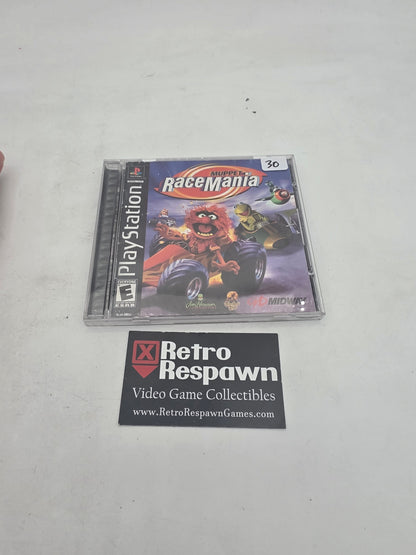 30
MUPPET
RaceMania
PlayStation
EVERYONE
E
MIDWAY
Retro
Respawn
Video Game Collectibles
www.RetroRespawnGames.com